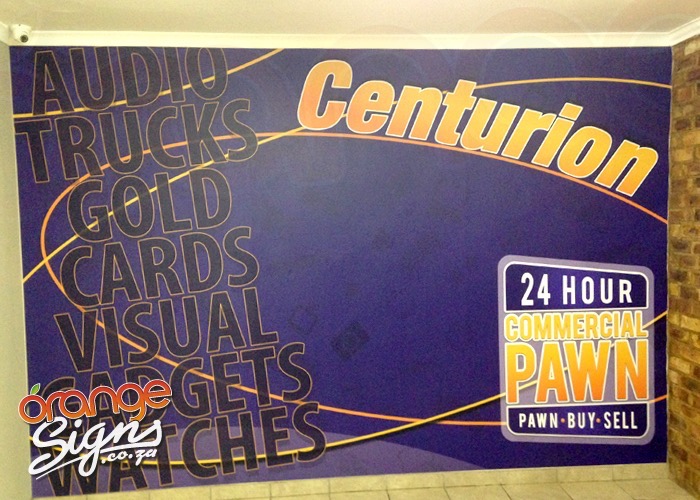 AUDIO
TRUCKS
GOLD
CARDS
VISUAL
GADGETS
WATCHES
Centurion
24 HOUR
COMMERCIAL
PAWN
PAWN • BUY • SELL
orange
Signs
.co.za